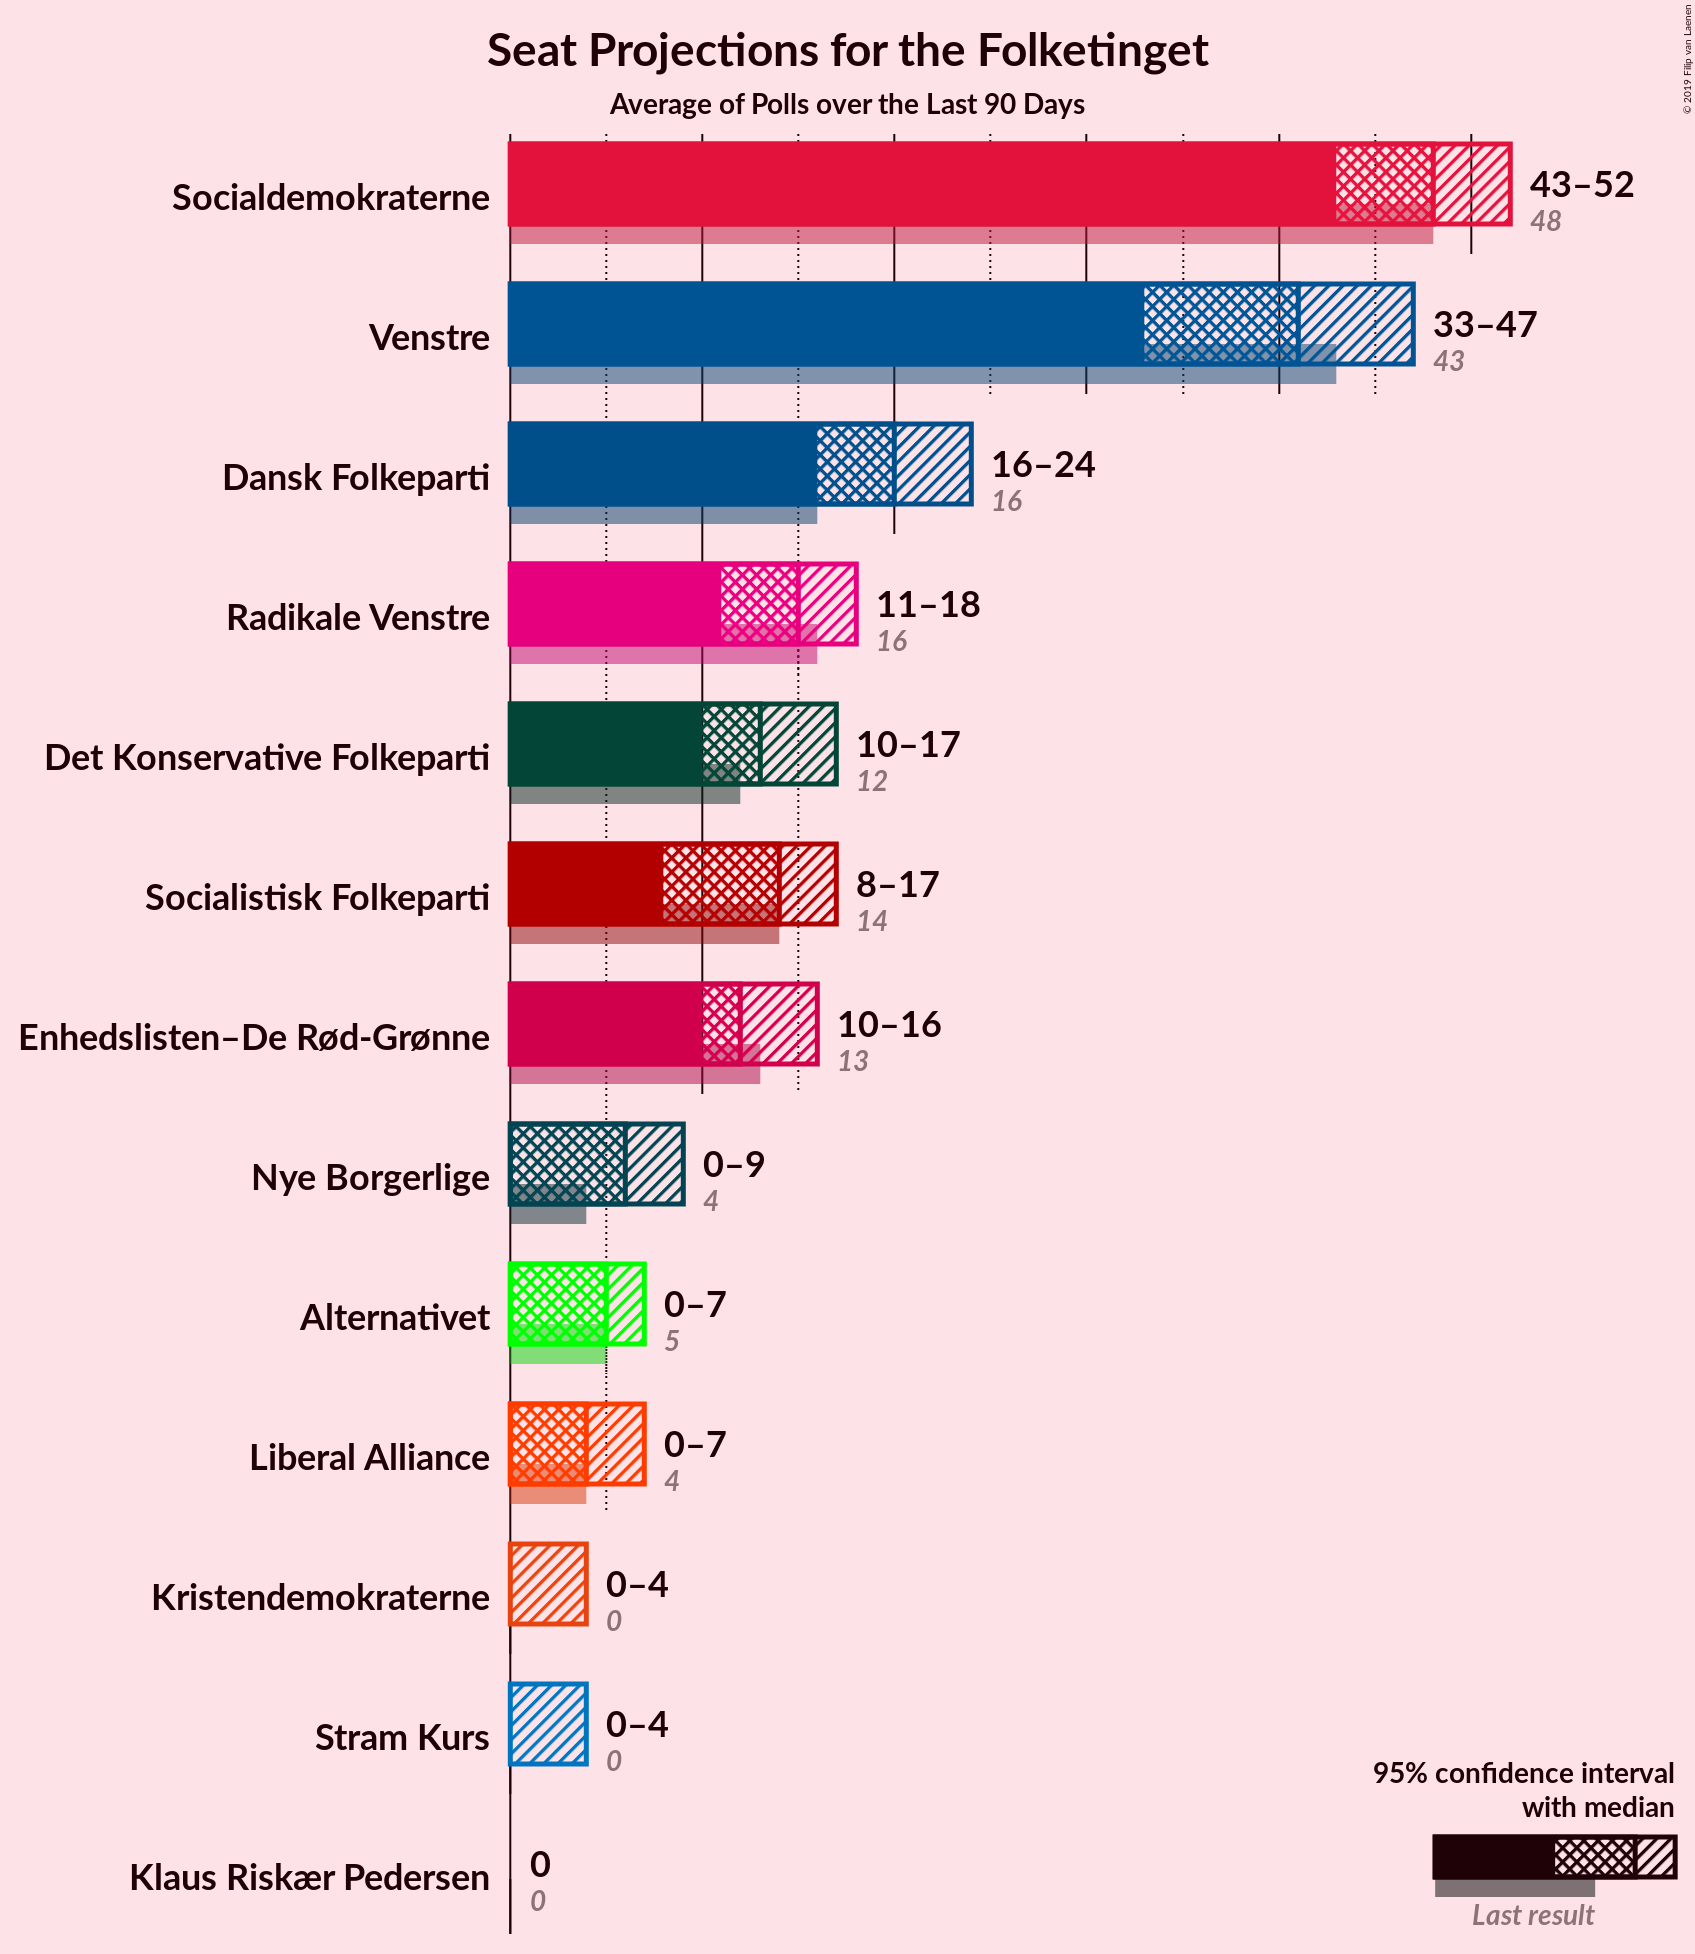 Seat Projections for the Folketinget
Average of Polls over the Last 90 Days
© 2019 Filip van Laenen
Socialdemokraterne
43–52
48
Venstre
33–47
43
Dansk Folkeparti
16–24
16
Radikale Venstre
11–18
16
Det Konservative Folkeparti
10–17
12
Socialistisk Folkeparti
8–17
14
Enhedslisten–De Rød-Grønne
10–16
13
Nye Borgerlige
0–9
4
Alternativet
0–7
5
Liberal Alliance
0–7
4
Kristendemokraterne
0–4
0
Stram Kurs
0–4
0
Klaus Riskær Pedersen
0
0
95% confidence interval
with median
Last result